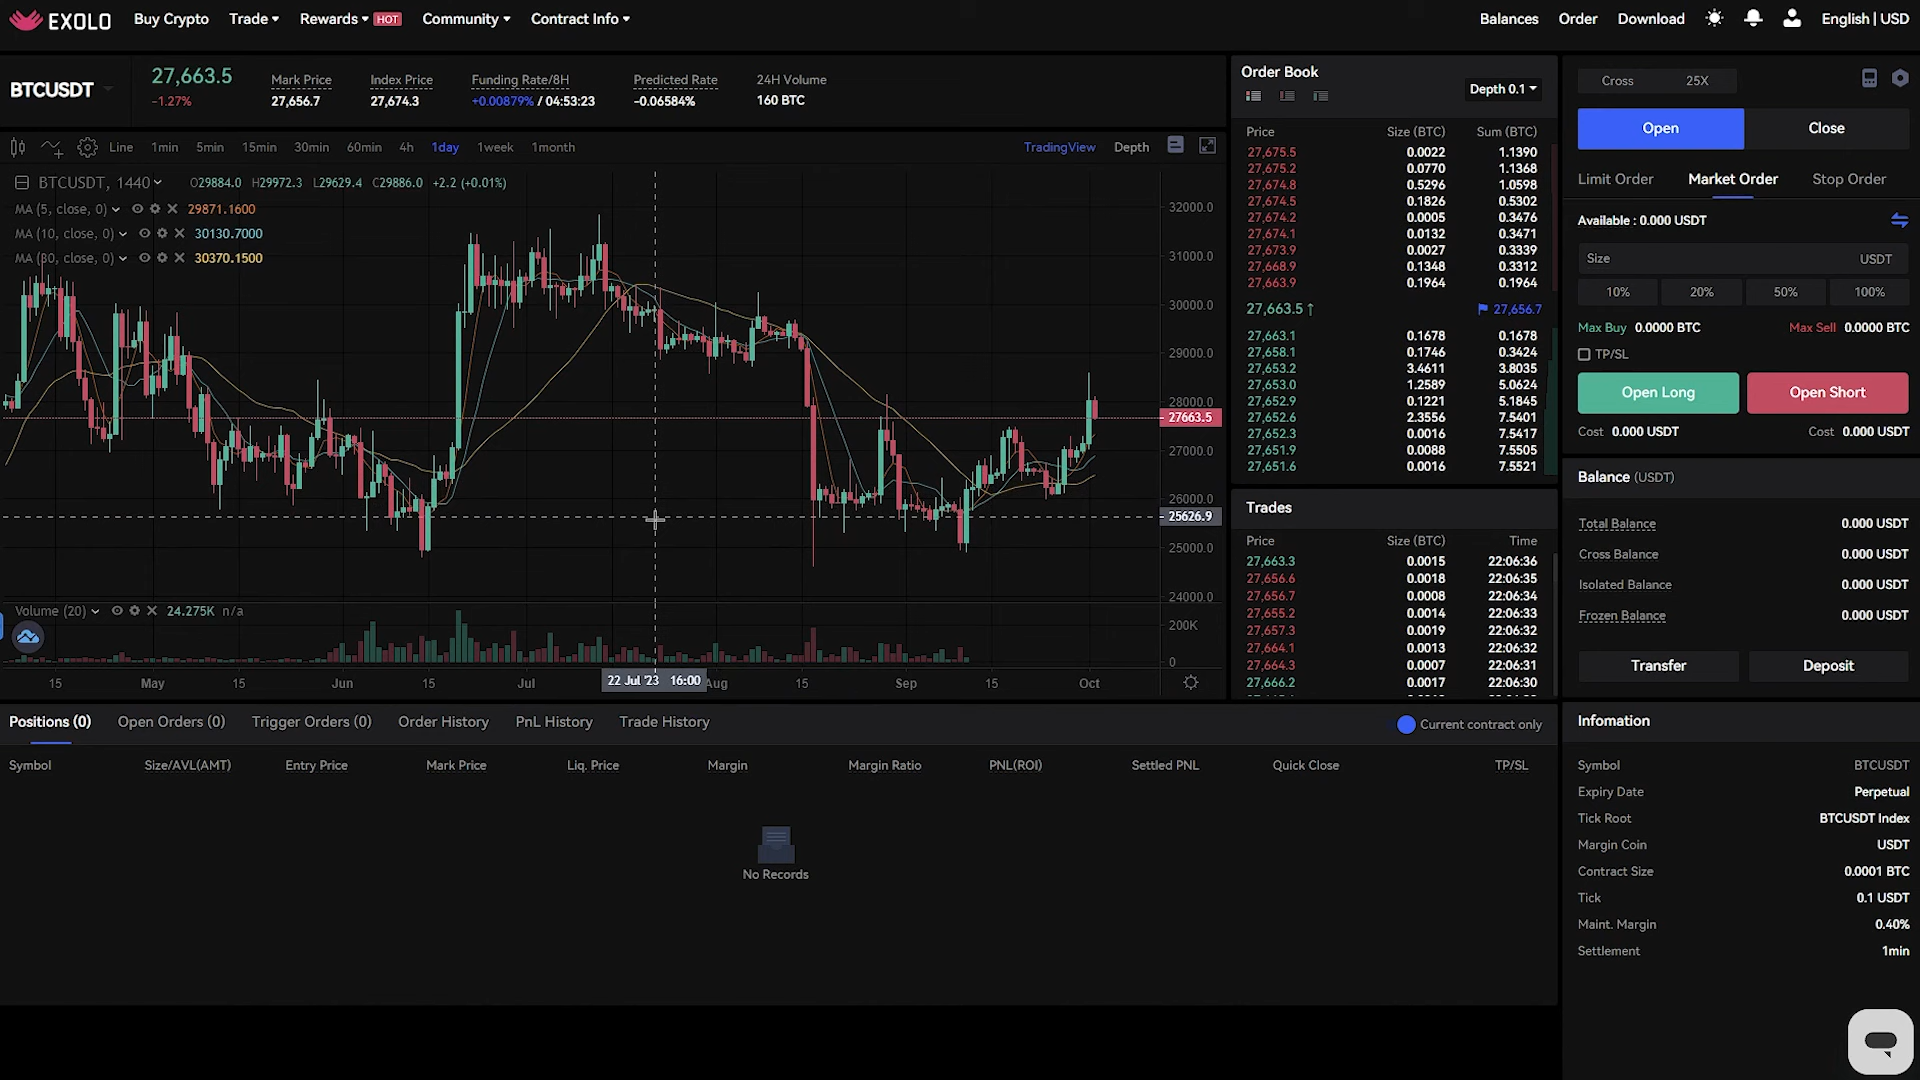 EXOLO Buy Crypto Trade Rewards HOT Community Contract Info Balances Order Download English | USD
BTCUSDT 27,663.5 -1.27%
Mark Price 27,656.7
Index Price 27,674.3
Funding Rate/8H +0.00879% / 04:53:23
Predicted Rate -0.06584%
24H Volume 160 BTC
Line 1min 5min 15min 30min 60min 4h 1day 1week 1month TradingView Depth
BTCUSDT, 1440 O29884.0 H29972.3 L29629.4 C29886.0 +2.2 (+0.01%)
MA (5, close, 0) 29871.1600
MA (10, close, 0) 30130.7000
MA (30, close, 0) 30370.1500
32000.0
31000.0
30000.0
29000.0
28000.0
27663.5
27000.0
26000.0
25626.9
25000.0
24000.0
Volume (20) 24.275K n/a
200K
0
15 May 15 Jun 15 Jul 22 Jul '23 16:00 Aug 15 Sep 15 Oct
Order Book
Depth 0.1
Price Size (BTC) Sum (BTC)
27,675.5 0.0022 1.1390
27,675.2 0.0770 1.1368
27,674.8 0.5296 1.0598
27,674.5 0.1826 0.5302
27,674.2 0.0005 0.3476
27,674.1 0.0132 0.3471
27,673.9 0.0027 0.3339
27,668.9 0.1348 0.3312
27,663.9 0.1964 0.1964
27,663.5↑ 27,656.7
27,663.1 0.1678 0.1678
27,658.1 0.1746 0.3424
27,653.2 3.4611 3.8035
27,653.0 1.2589 5.0624
27,652.9 0.1221 5.1845
27,652.6 2.3556 7.5401
27,652.3 0.0016 7.5417
27,651.9 0.0088 7.5505
27,651.6 0.0016 7.5521
Trades
Price Size (BTC) Time
27,663.3 0.0015 22:06:36
27,656.6 0.0018 22:06:35
27,656.7 0.0008 22:06:34
27,655.2 0.0014 22:06:33
27,657.3 0.0019 22:06:32
27,664.1 0.0013 22:06:32
27,664.3 0.0007 22:06:31
27,666.2 0.0017 22:06:30
Cross 25X
Open Close
Limit Order Market Order Stop Order
Available : 0.000 USDT
Size USDT
10% 20% 50% 100%
Max Buy 0.0000 BTC Max Sell 0.0000 BTC
TP/SL
Open Long Open Short
Cost 0.000 USDT Cost 0.000 USDT
Balance (USDT)
Total Balance 0.000 USDT
Cross Balance 0.000 USDT
Isolated Balance 0.000 USDT
Frozen Balance 0.000 USDT
Transfer Deposit
Positions (0) Open Orders (0) Trigger Orders (0) Order History PnL History Trade History Current contract only
Symbol Size/AVL(AMT) Entry Price Mark Price Liq. Price Margin Margin Ratio PNL(ROI) Settled PNL Quick Close TP/SL
No Records
Infomation
Symbol BTCUSDT
Expiry Date Perpetual
Tick Root BTCUSDT Index
Margin Coin USDT
Contract Size 0.0001 BTC
Tick 0.1 USDT
Maint. Margin 0.40%
Settlement 1min